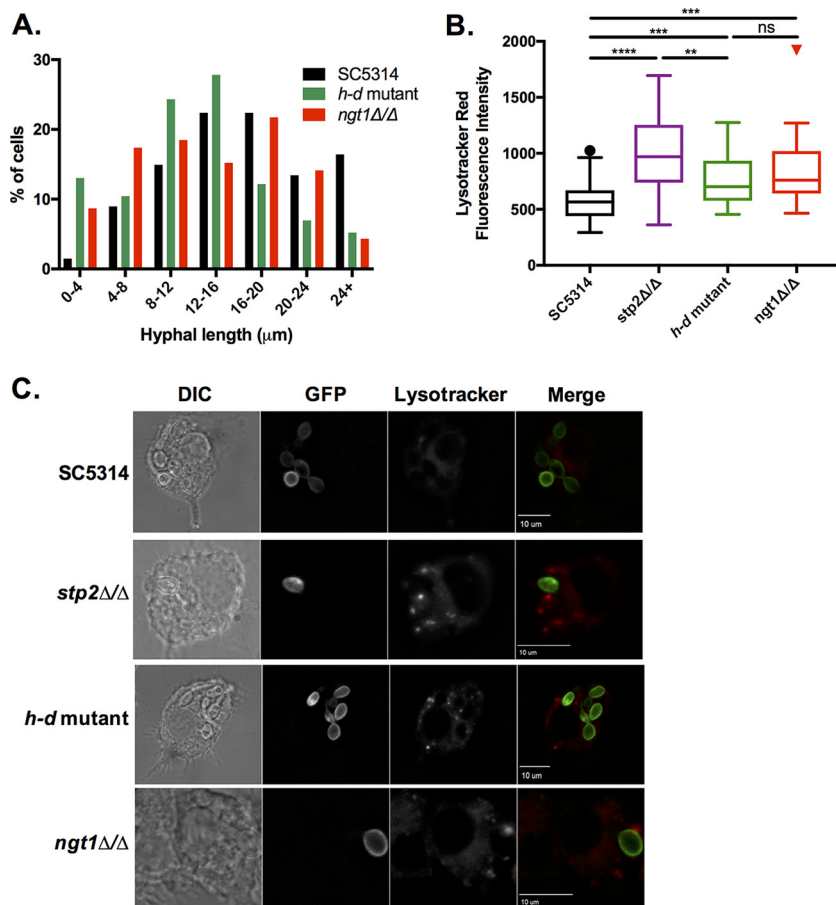 A.
30
20
10
0
% of cells
SC5314
h-d mutant
ngt1Δ/Δ
0-4
4-8
8-12
12-16
16-20
20-24
24+
Hyphal length (μm)
B.
***
***
ns
****
**
2000
1500
1000
500
0
Lysotracker Red
Fluorescence Intensity
SC5314
stp2Δ/Δ
h-d mutant
ngt1Δ/Δ
C.
DIC GFP Lysotracker Merge
SC5314
10 um
stp2Δ/Δ
10 um
h-d mutant
10 um
ngt1Δ/Δ
10 um